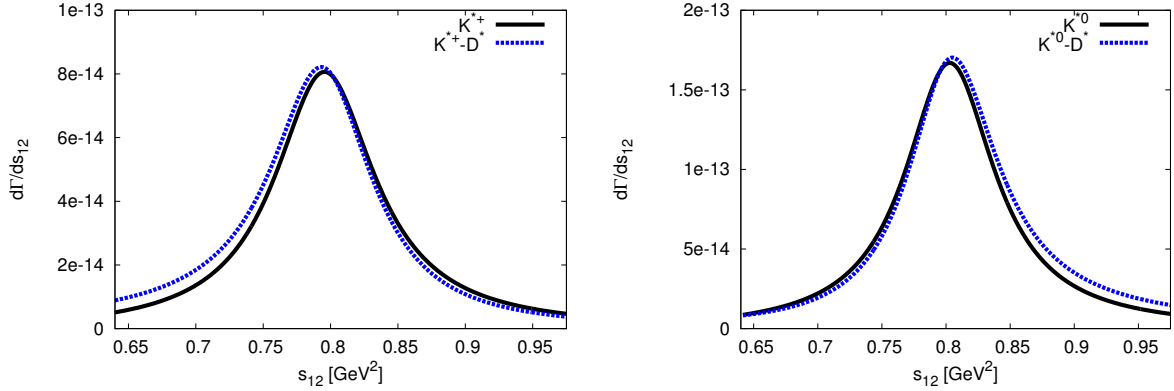 1e-13
8e-14
6e-14
4e-14
2e-14
0
dΓ/ds₁₂
K*+
K*+-D*
0.65 0.7 0.75 0.8 0.85 0.9 0.95
s₁₂ [GeV²]
2e-13
1.5e-13
1e-13
5e-14
0
dΓ/ds₁₂
K*0
K*0-D*
0.65 0.7 0.75 0.8 0.85 0.9 0.95
s₁₂ [GeV²]